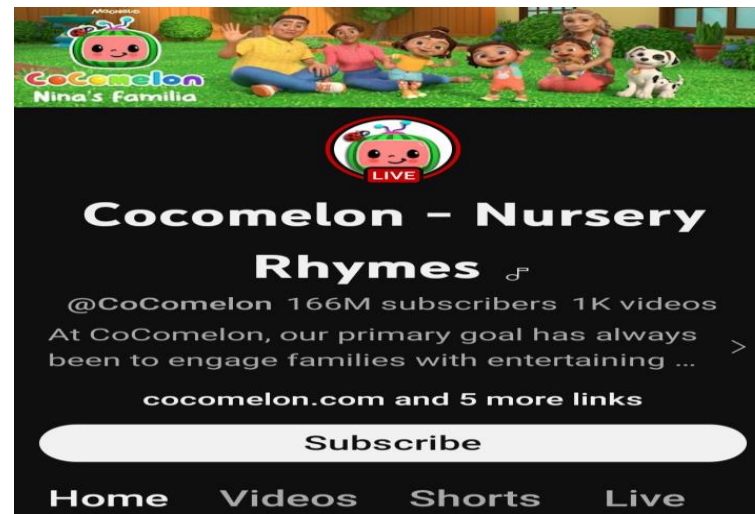 MOONBUG
CoComelon
Nina's Familia
LIVE
Cocomelon – Nursery
Rhymes
@CoComelon 166M subscribers 1K videos
At CoComelon, our primary goal has always
been to engage families with entertaining ...
cocomelon.com and 5 more links
Subscribe
Home Videos Shorts Live